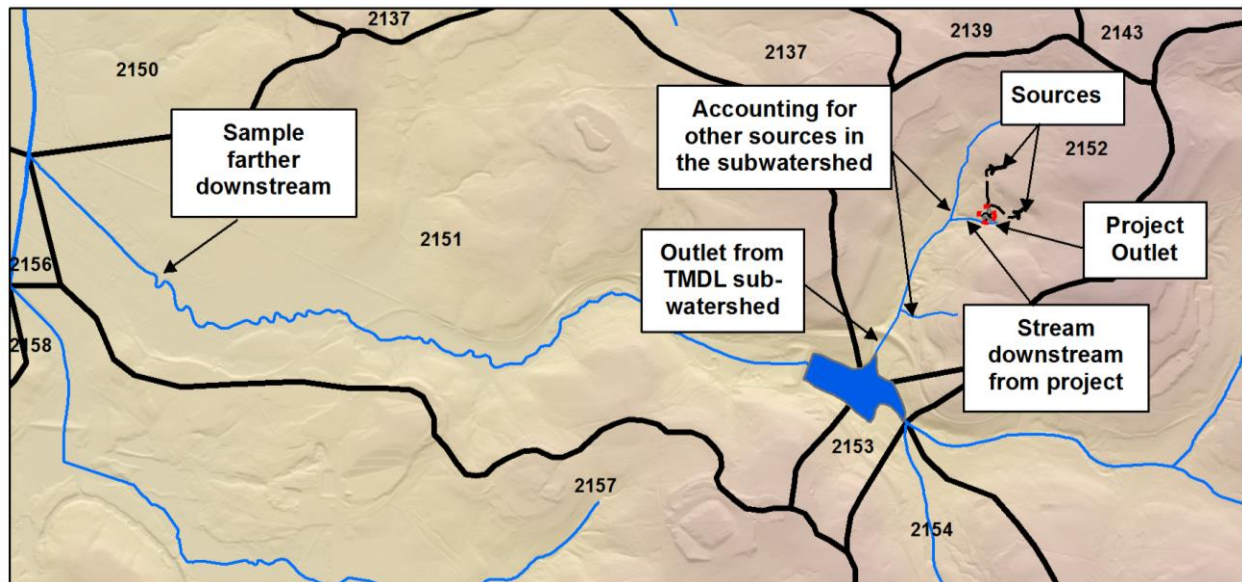 2137
2139
2143
2150
2137
Sample
farther
downstream
Accounting for
other sources in
the subwatershed
Sources
2152
2151
Project
Outlet
Outlet from
TMDL sub-
watershed
2156
Stream
downstream
from project
2158
2153
2157
2154